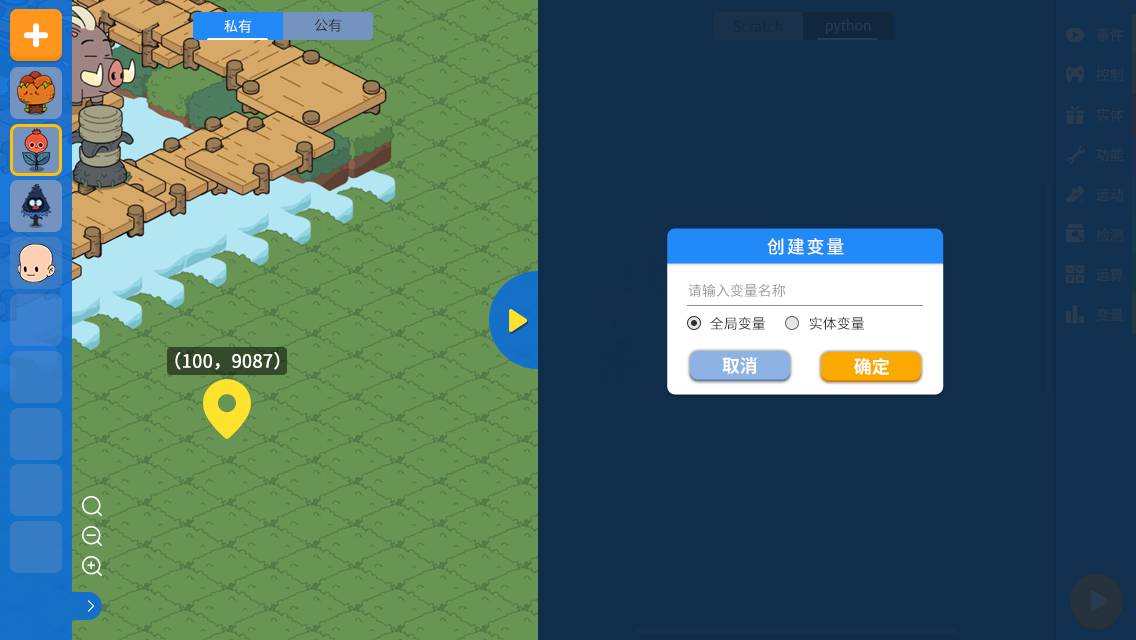 私有
公有
Scratch
python
事件
控制
实体
功能
运动
检测
运算
变量
创建变量
请输入变量名称
全局变量
实体变量
取消
确定
(100, 9087)